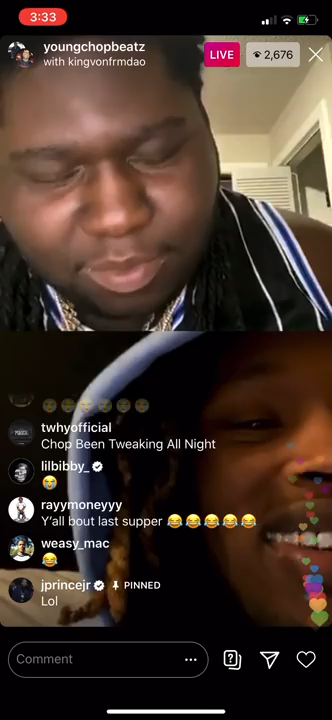 3:33
youngchopbeatz
with kingvonfrmdao
LIVE
2,676
twhyofficial
Chop Been Tweaking All Night
lilbibby_
😭
rayymoneyyy
Y'all bout last supper 😂😂😂😂😂
weasy_mac
😂
jprincejr PINNED
Lol
Comment